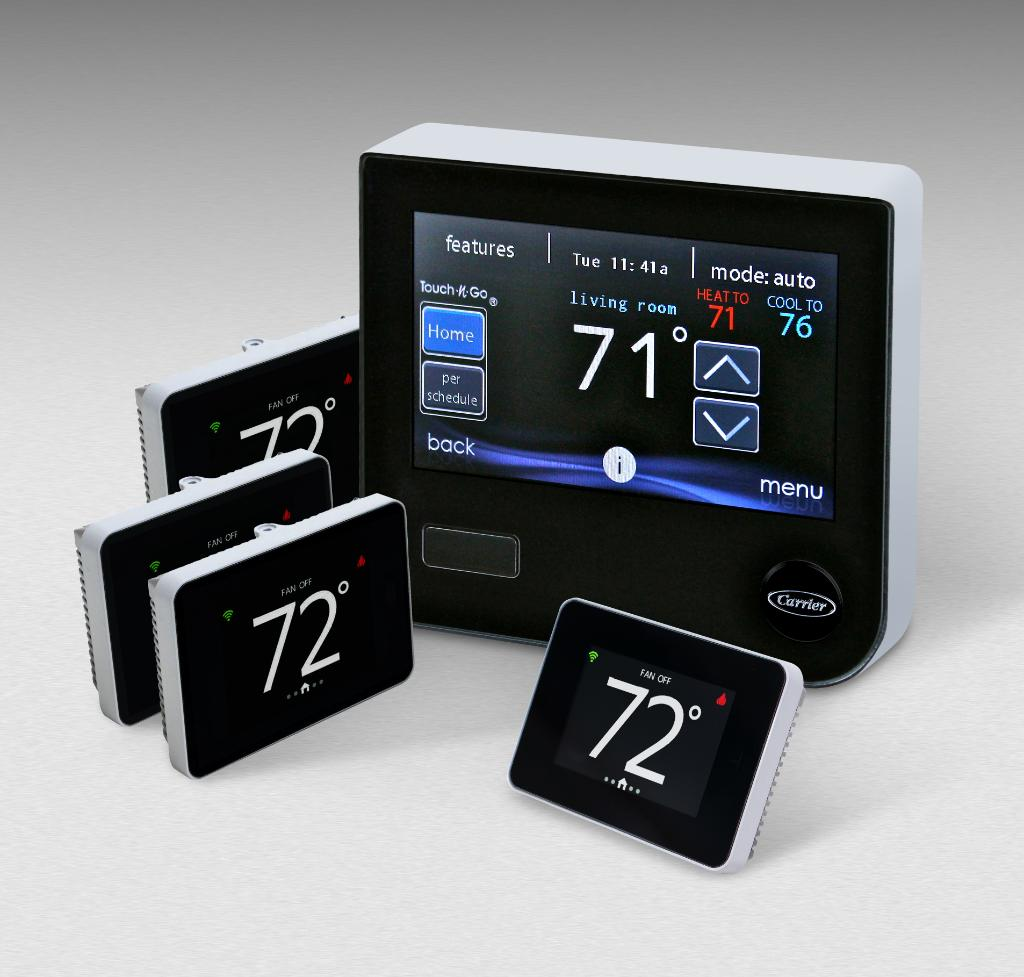 features
Tue 11:41a
mode: auto
Touch-N-Go®
living room
HEAT TO
COOL TO
71
76
71°
Home
per
schedule
back
i
menu
Carrier
FAN OFF
72°
FAN OFF
FAN OFF
72°
FAN OFF
72°